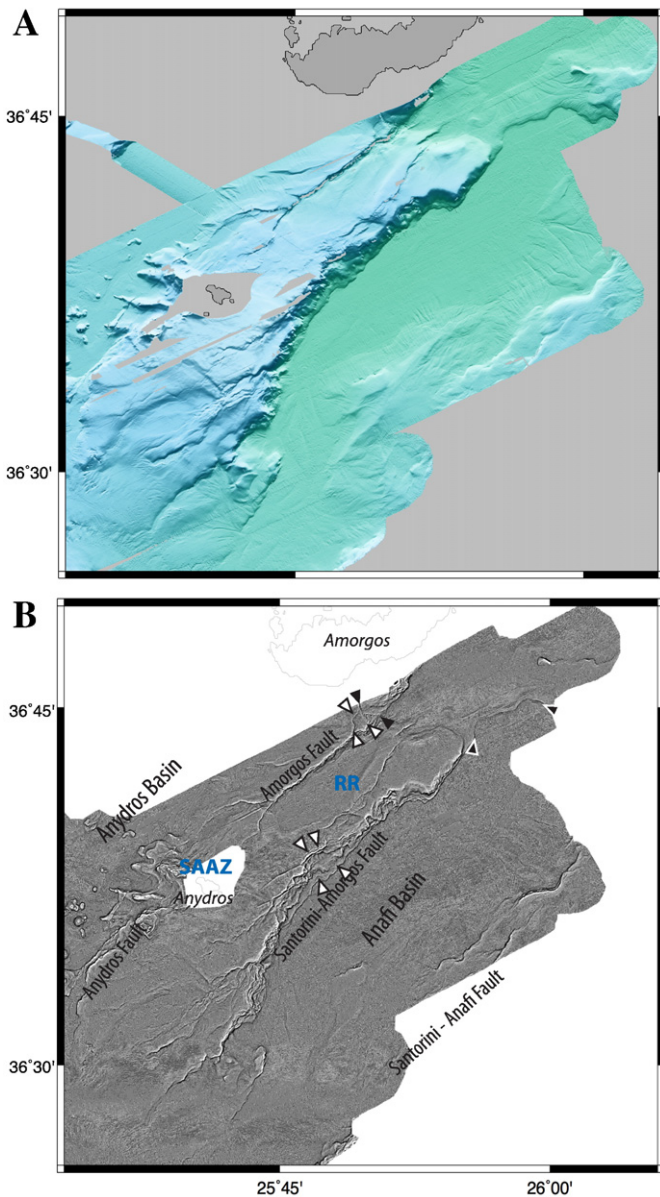 A
36°45'
36°30'
B
Amorgos
36°45'
Amorgos Fault
Anydros Basin
RR
SAAZ
Anydros
Santorini-Amorgos Fault
Anafi Basin
Anydros Fault
Santorini - Anafi Fault
36°30'
25°45'
26°00'